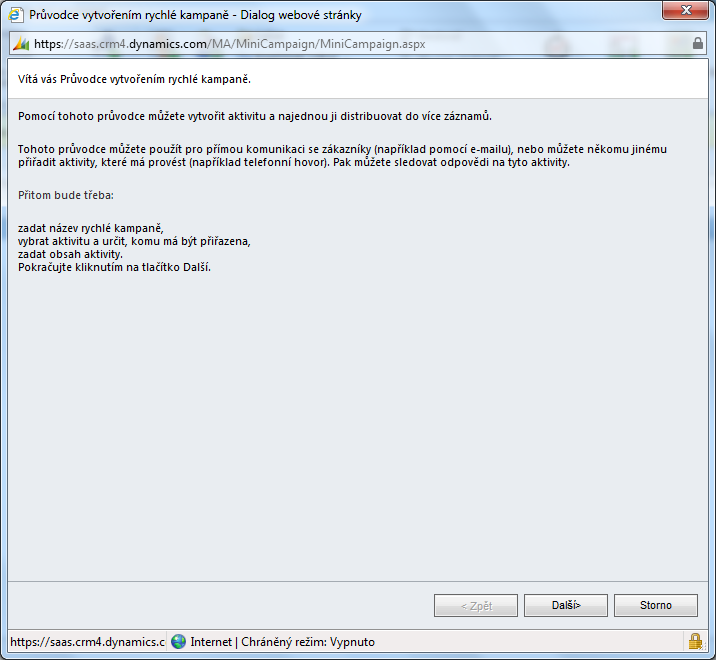 Průvodce vytvořením rychlé kampaně - Dialog webové stránky
https://saas.crm4.dynamics.com/MA/MiniCampaign/MiniCampaign.aspx
Vítá vás Průvodce vytvořením rychlé kampaně.
Pomocí tohoto průvodce můžete vytvořit aktivitu a najednou ji distribuovat do více záznamů.
Tohoto průvodce můžete použít pro přímou komunikaci se zákazníky (například pomocí e-mailu), nebo můžete někomu jinému
přiřadit aktivity, které má provést (například telefonní hovor). Pak můžete sledovat odpovědi na tyto aktivity.
Přitom bude třeba:
zadat název rychlé kampaně,
vybrat aktivitu a určit, komu má být přiřazena,
zadat obsah aktivity.
Pokračujte kliknutím na tlačítko Další.
< Zpět
Další>
Storno
https://saas.crm4.dynamics.c
Internet | Chráněný režim: Vypnuto